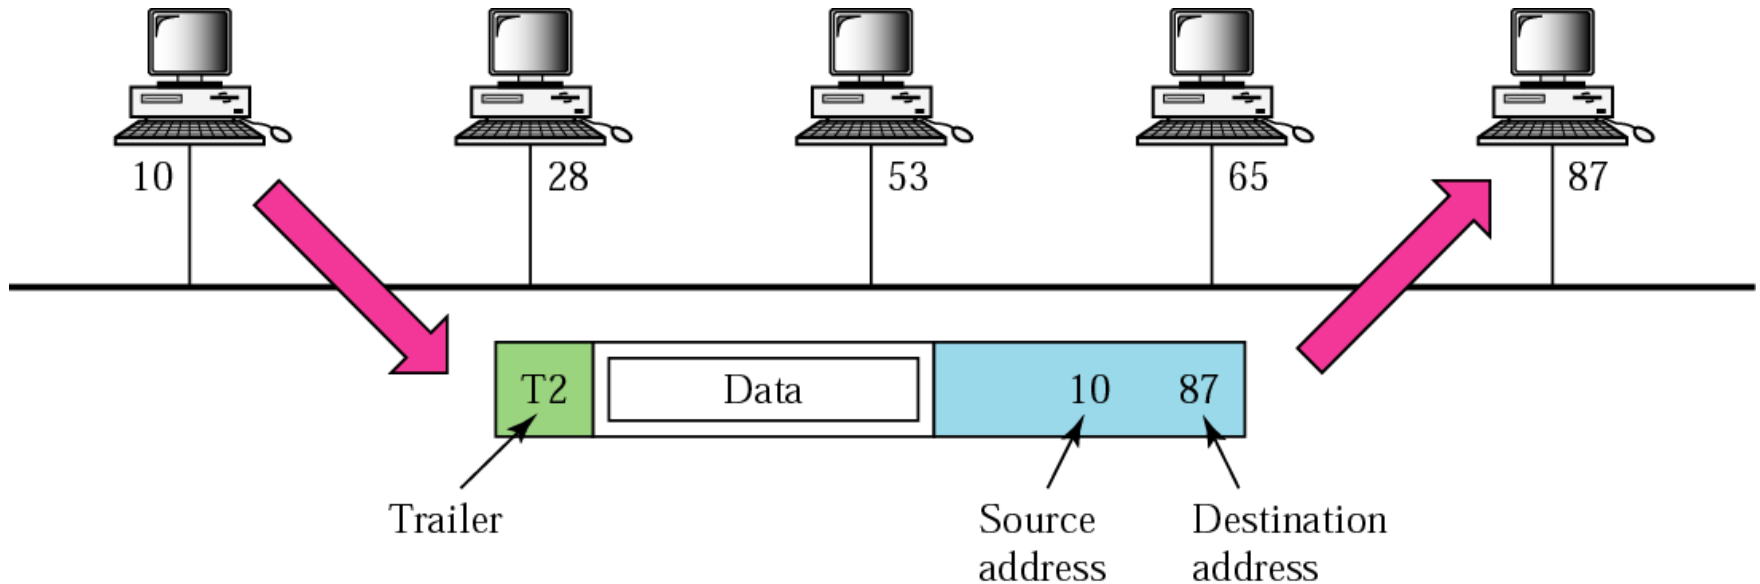 10
28
53
65
87
T2
Data
10
87
Trailer
Source
address
Destination
address